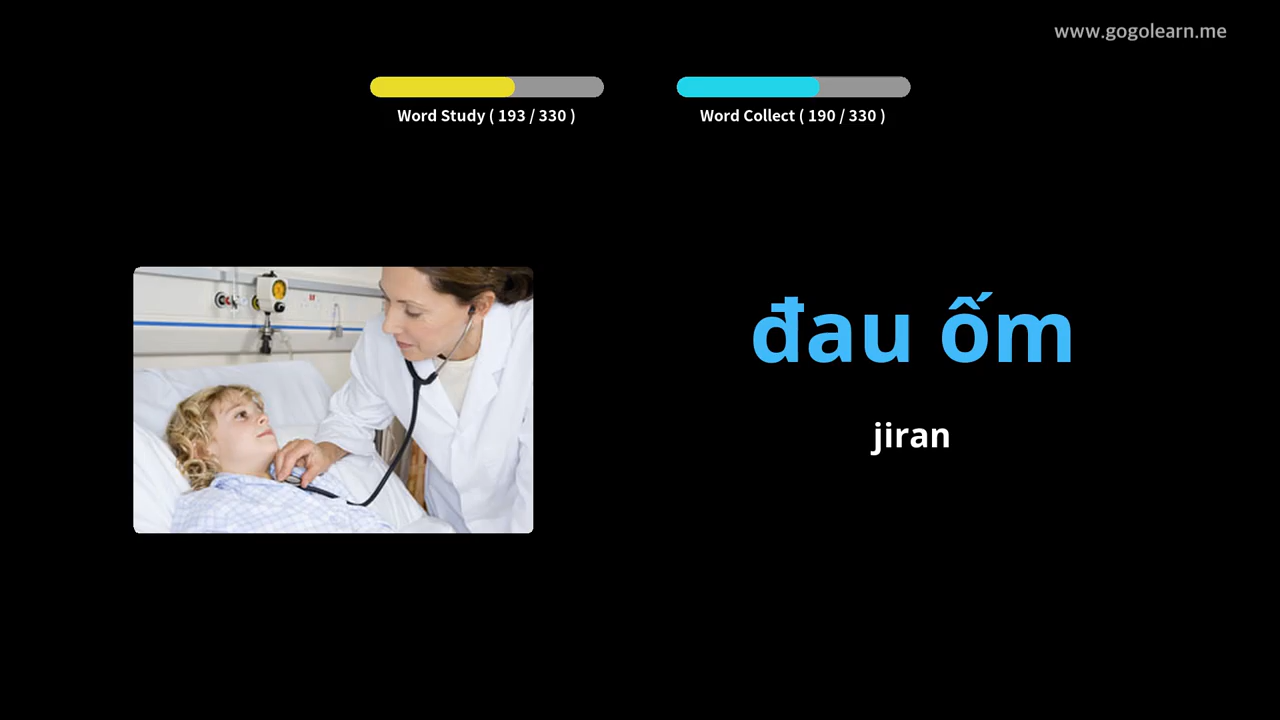 www.gogolearn.me
Word Study ( 193 / 330 )
Word Collect ( 190 / 330 )
đau ốm
jiran